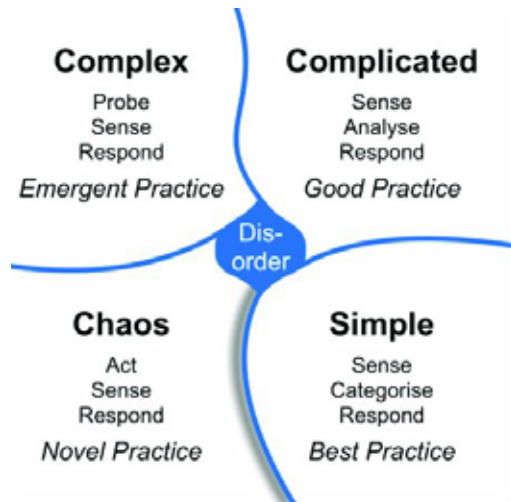 Complex
Probe
Sense
Respond
Emergent Practice
Complicated
Sense
Analyse
Respond
Good Practice
Dis-
order
Chaos
Act
Sense
Respond
Novel Practice
Simple
Sense
Categorise
Respond
Best Practice